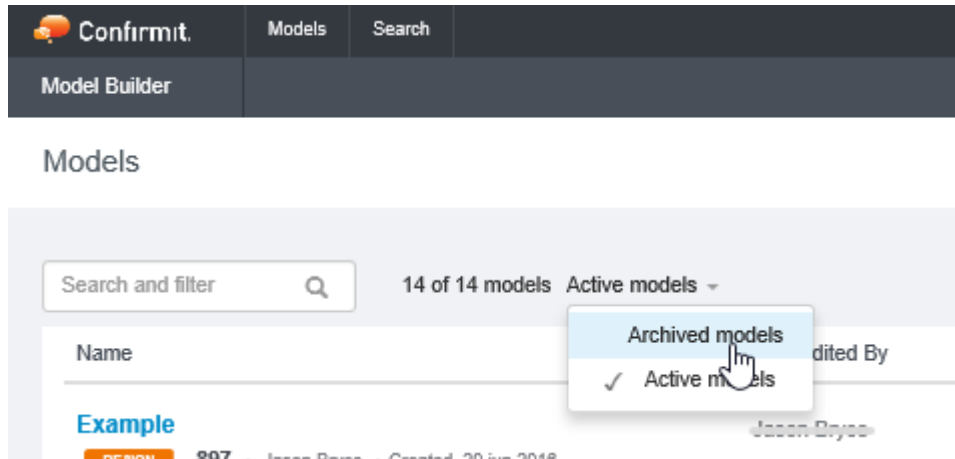 Confirmit.
Models
Search
Model Builder
Models
Search and filter
14 of 14 models
Active models
Archived models
Active models
Name
dited By
Example
897